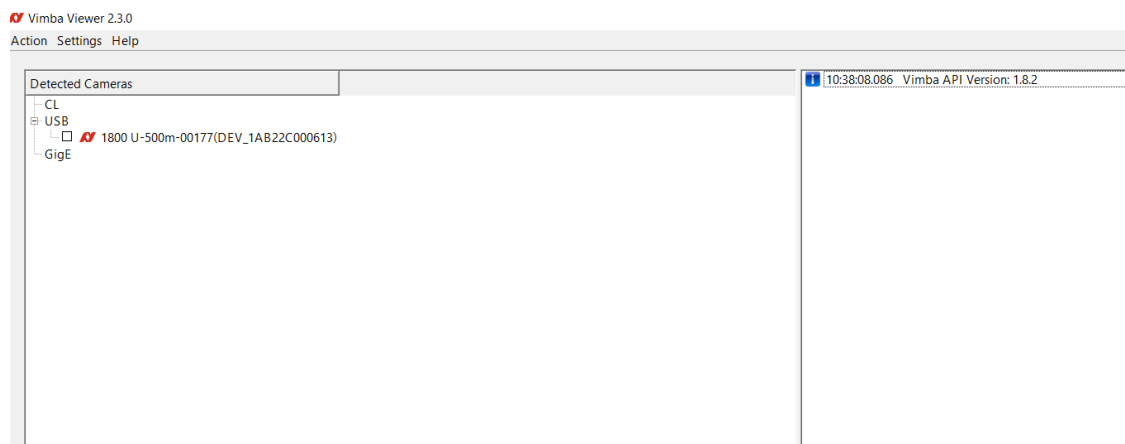 Vimba Viewer 2.3.0
Action Settings Help
Detected Cameras
CL
USB
1800 U-500m-00177(DEV_1AB22C000613)
GigE
10:38:08.086 Vimba API Version: 1.8.2